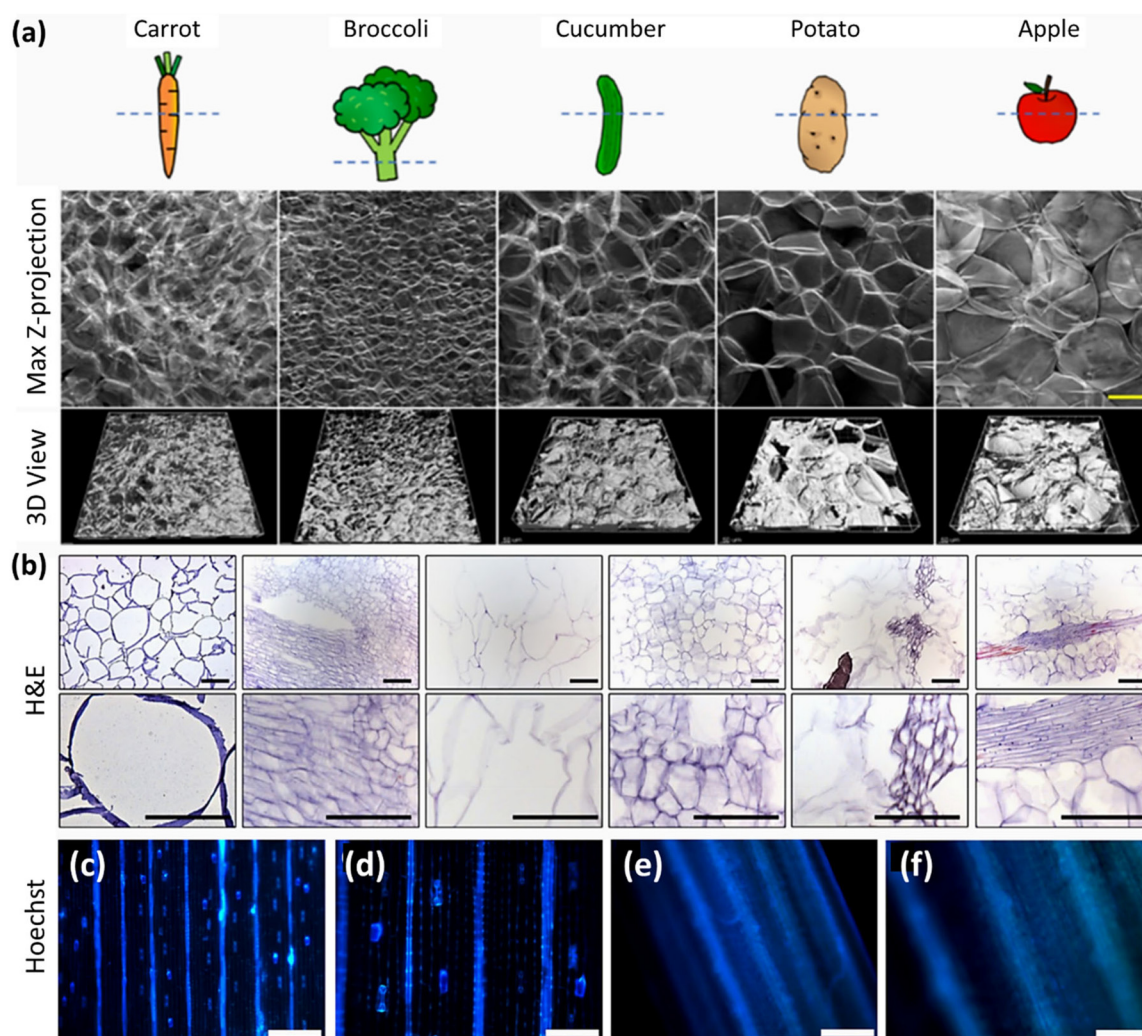 (a)
Carrot
Broccoli
Cucumber
Potato
Apple
Max Z-projection
3D View
(b)
H&E
Hoechst
(c)
(d)
(e)
(f)